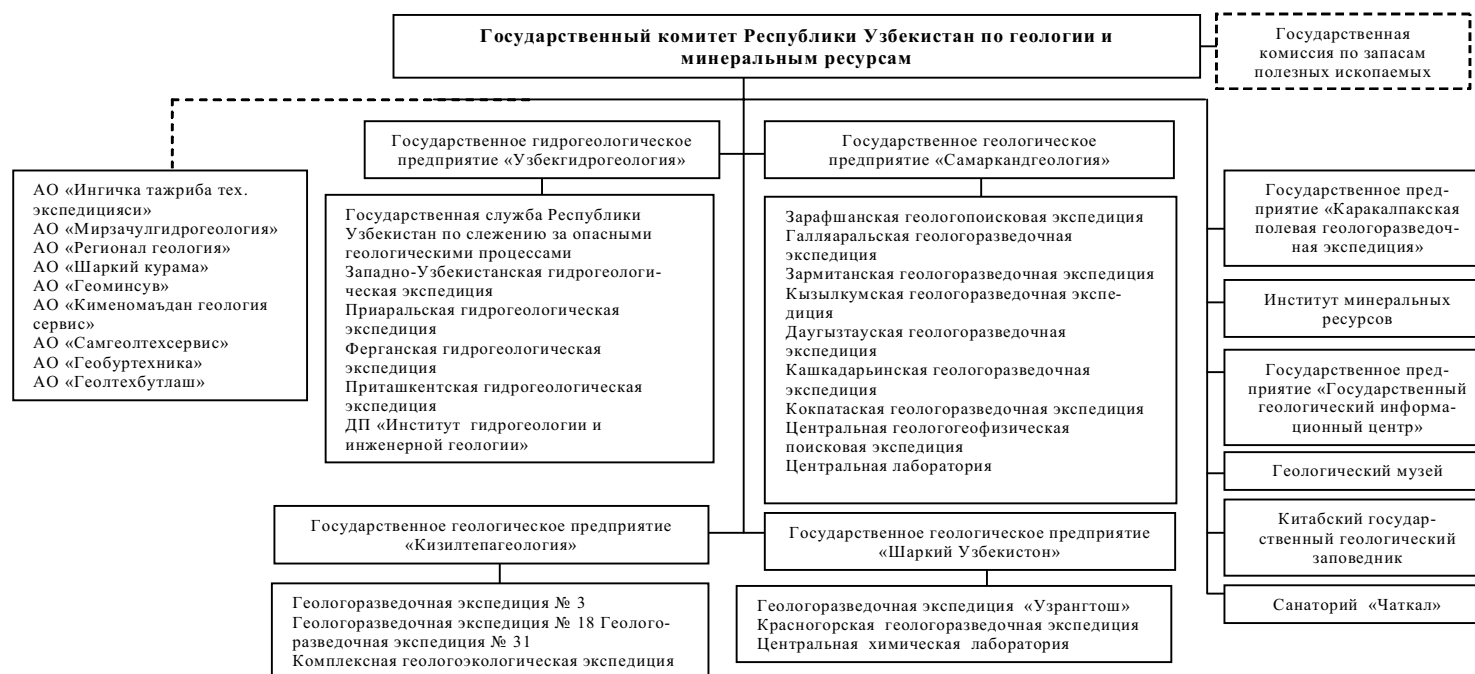 Государственный комитет Республики Узбекистан по геологии и
минеральным ресурсам
Государственная
комиссия по запасам
полезных ископаемых
Государственное гидрогеологическое
предприятие «Узбекгидрогеология»
Государственное геологическое
предприятие «Самаркандгеология»
АО «Ингичка тажриба тех.
экспедицияси»
АО «Мирзачулгидрогеология»
АО «Регионал геология»
АО «Шаркий курама»
АО «Геоминсув»
АО «Кименомаъдан геология
сервис»
АО «Самгеолтехсервис»
АО «Геобуртехника»
АО «Геолтехбутлаш»
Государственная служба Республики
Узбекистан по слежению за опасными
геологическими процессами
Западно-Узбекистанская гидрогеологи-
ческая экспедиция
Приаральская гидрогеологическая
экспедиция
Ферганская гидрогеологическая
экспедиция
Приташкентская гидрогеологическая
экспедиция
ДП «Институт гидрогеологии и
инженерной геологии»
Зарафшанская геологопоисковая экспедиция
Галляаральская геологоразведочная
экспедиция
Зармитанская геологоразведочная экспедиция
Кызылкумская геологоразведочная экспе-
диция
Даугызтауская геологоразведочная
экспедиция
Кашкадарьинская геологоразведочная
экспедиция
Кокпатаская геологоразведочная экспедиция
Центральная геологогеофизическая
поисковая экспедиция
Центральная лаборатория
Государственное пред-
приятие «Каракалпакская
полевая геологоразведоч-
ная экспедиция»
Институт минеральных
ресурсов
Государственное пред-
приятие «Государственный
геологический информа-
ционный центр»
Геологический музей
Китабский государ-
ственный геологический
заповедник
Санаторий «Чаткал»
Государственное геологическое предприятие
«Кизилтепагеология»
Государственное геологическое предприятие
«Шаркий Узбекистон»
Геологоразведочная экспедиция № 3
Геологоразведочная экспедиция № 18 Геолого-
разведочная экспедиция № 31
Комплексная геологоэкологическая экспедиция
Геологоразведочная экспедиция «Узрангтош»
Красногорская геологоразведочная экспедиция
Центральная химическая лаборатория